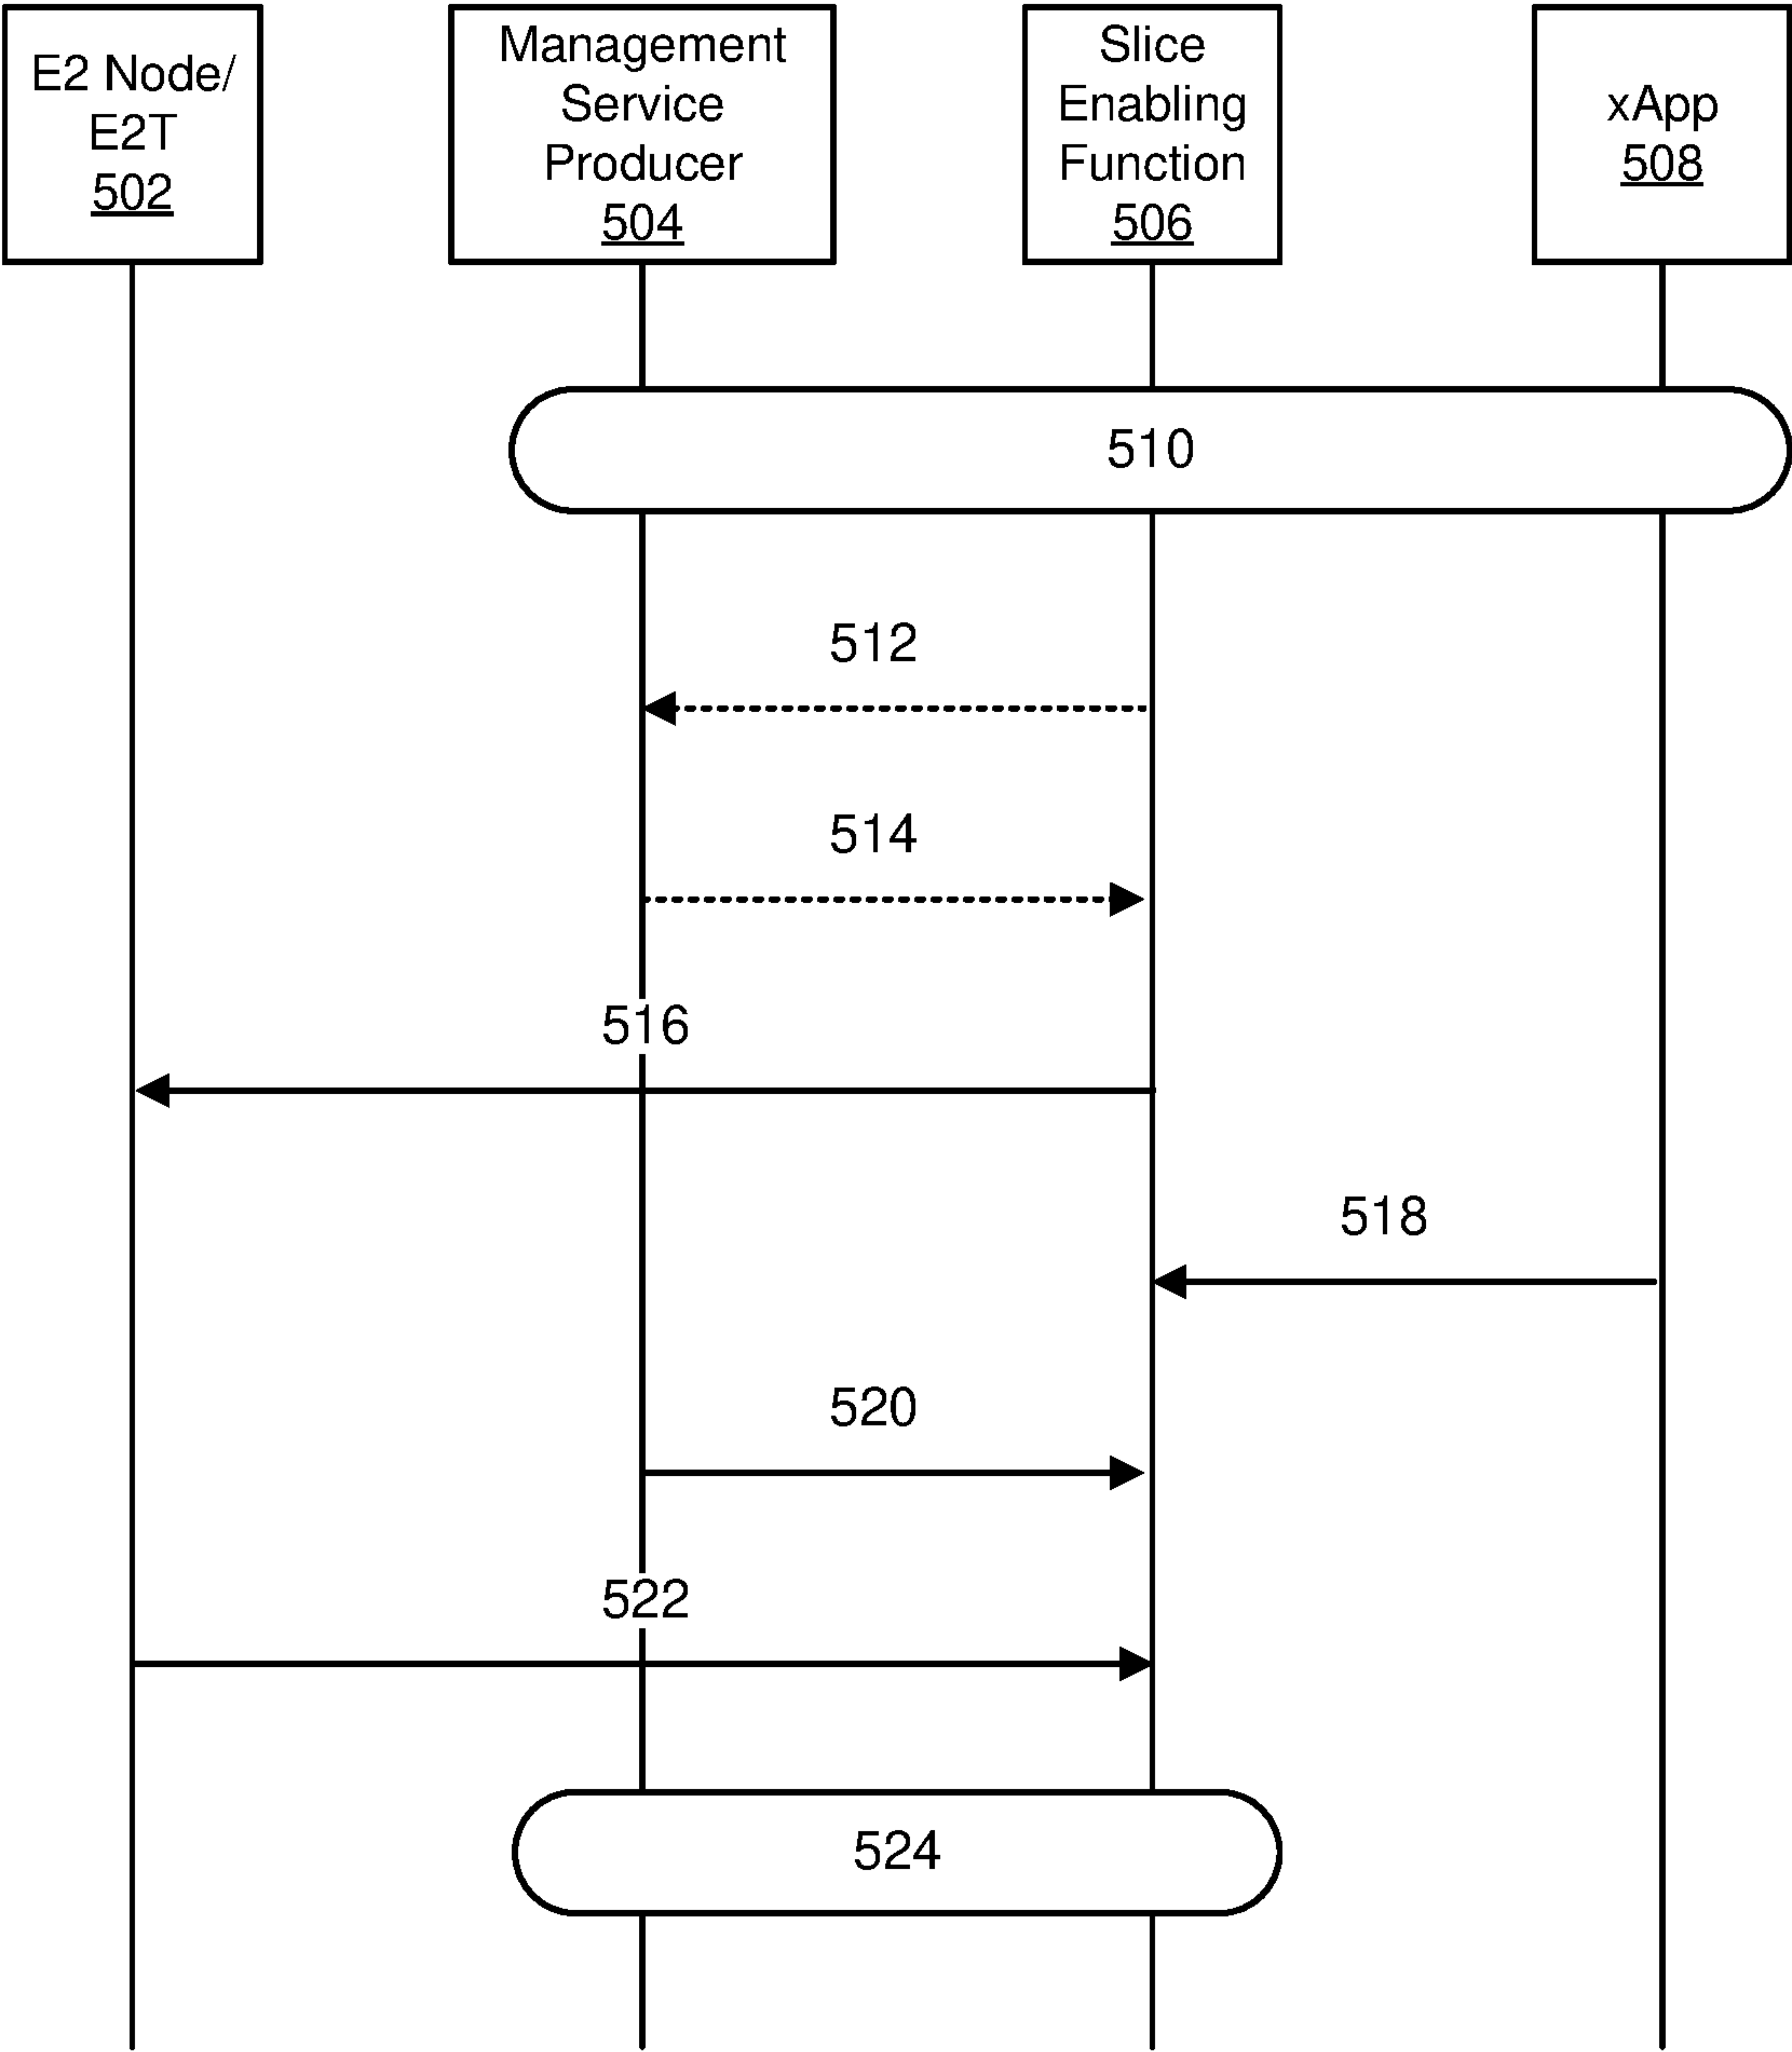 E2 Node/
E2T
502
Management
Service
Producer
504
Slice
Enabling
Function
506
xApp
508
510
512
514
516
518
520
522
524